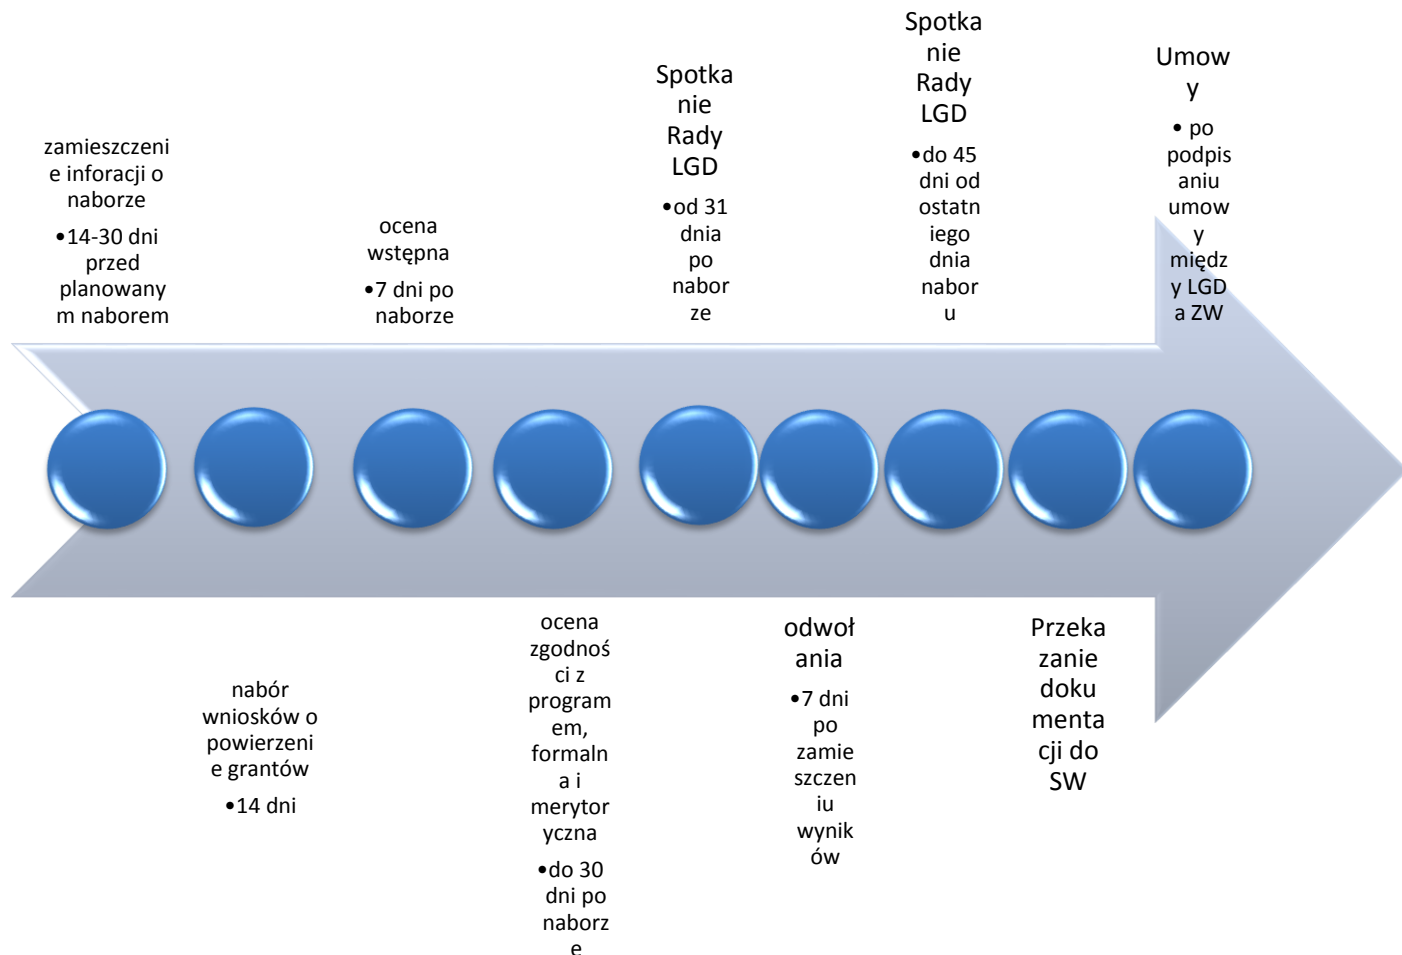 zamieszczeni
e inforacji o
naborze
•14-30 dni
przed
planowany
m naborem
nabór
wniosków o
powierzeni
e grantów
•14 dni
ocena
wstępna
•7 dni po
naborze
ocena
zgodnoś
ci z
program
em,
formaln
a i
merytor
yczna
•do 30
dni po
naborz
e
Spotka
nie
Rady
LGD
•od 31
dnia
po
nabor
ze
odwoł
ania
•7 dni
po
zamie
szczen
iu
wynik
ów
Spotka
nie
Rady
LGD
•do 45
dni od
ostatn
iego
dnia
nabor
u
Przeka
zanie
doku
menta
cji do
SW
Umow
y
• po
podpis
aniu
umow
y
międz
y LGD
a ZW